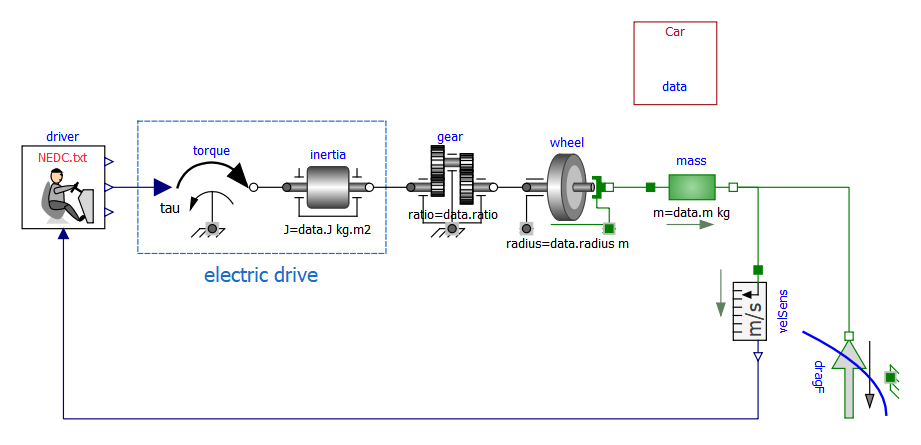 Car
data
driver
NEDC.txt
torque
tau
inertia
J=data.J kg.m2
electric drive
gear
ratio=data.ratio
wheel
radius=data.radius m
mass
m=data.m kg
m/s
velSens
dragF